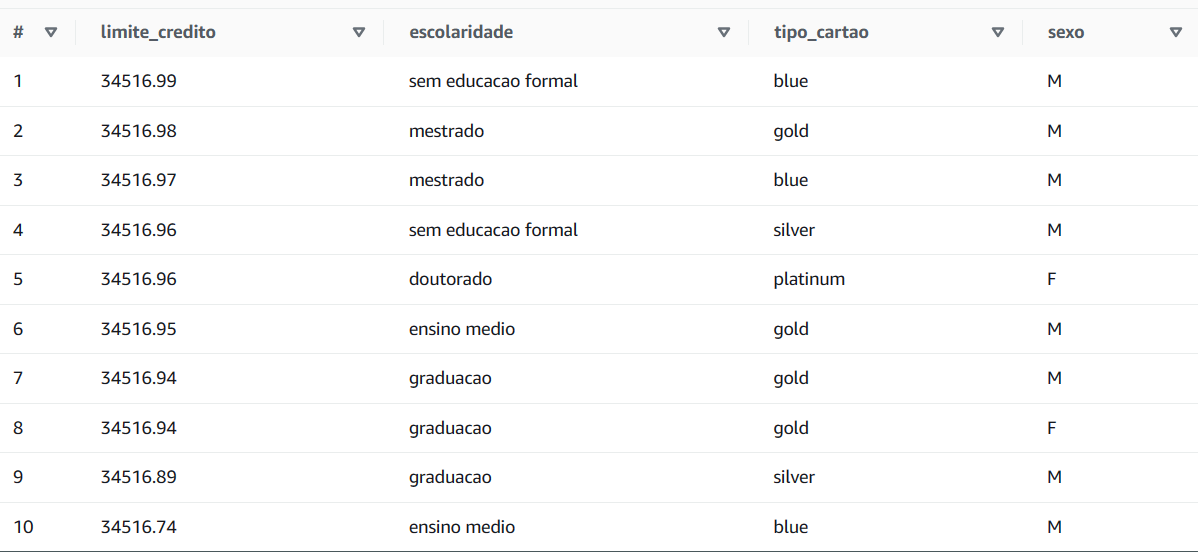 # limite_credito escolaridade tipo_cartao sexo
1 34516.99 sem educacao formal blue M
2 34516.98 mestrado gold M
3 34516.97 mestrado blue M
4 34516.96 sem educacao formal silver M
5 34516.96 doutorado platinum F
6 34516.95 ensino medio gold M
7 34516.94 graduacao gold M
8 34516.94 graduacao gold F
9 34516.89 graduacao silver M
10 34516.74 ensino medio blue M